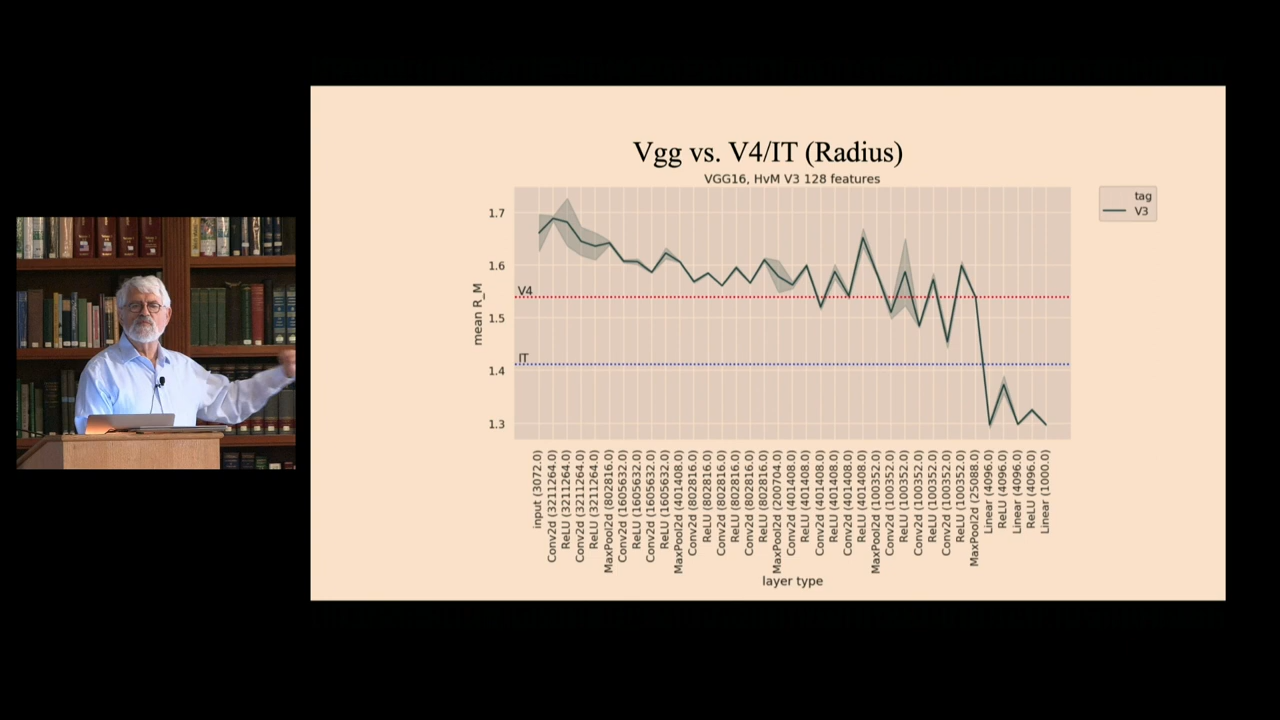 Vgg vs. V4/IT (Radius)
VGG16, HvM V3 128 features
tag
V3
1.7
1.6
1.5
1.4
1.3
mean R_M
V4
IT
input (3072.0)
Conv2d (3211264.0)
ReLU (3211264.0)
Conv2d (3211264.0)
ReLU (3211264.0)
MaxPool2d (802816.0)
Conv2d (1605632.0)
ReLU (1605632.0)
Conv2d (1605632.0)
ReLU (1605632.0)
MaxPool2d (401408.0)
Conv2d (802816.0)
ReLU (802816.0)
Conv2d (802816.0)
ReLU (802816.0)
Conv2d (802816.0)
ReLU (802816.0)
MaxPool2d (200704.0)
Conv2d (401408.0)
ReLU (401408.0)
Conv2d (401408.0)
ReLU (401408.0)
Conv2d (401408.0)
ReLU (401408.0)
MaxPool2d (100352.0)
Conv2d (100352.0)
ReLU (100352.0)
Conv2d (100352.0)
ReLU (100352.0)
Conv2d (100352.0)
ReLU (100352.0)
MaxPool2d (25088.0)
Linear (4096.0)
ReLU (4096.0)
Linear (4096.0)
ReLU (4096.0)
Linear (1000.0)
layer type